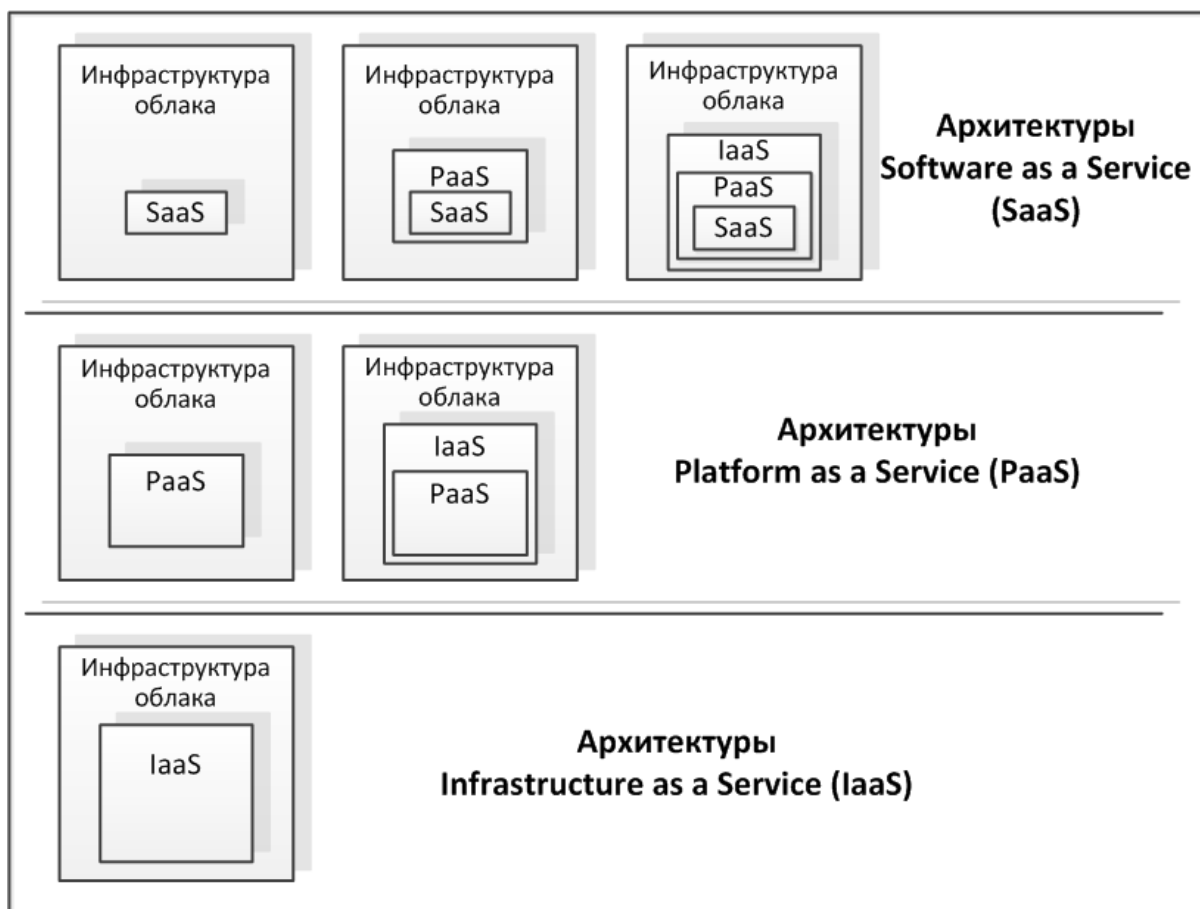 Инфраструктура
облака
SaaS
Инфраструктура
облака
PaaS
SaaS
Инфраструктура
облака
IaaS
PaaS
SaaS
Архитектуры
Software as a Service
(SaaS)
Инфраструктура
облака
PaaS
Инфраструктура
облака
IaaS
PaaS
Архитектуры
Platform as a Service (PaaS)
Инфраструктура
облака
IaaS
Архитектуры
Infrastructure as a Service (IaaS)